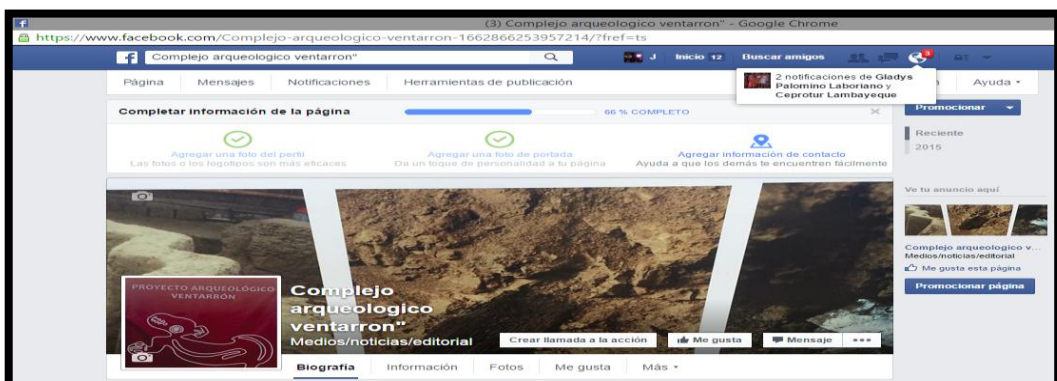 (3) Complejo arqueologico ventarron" - Google Chrome
https://www.facebook.com/Complejo-arqueologico-ventarron-1662866253957214/?fref=ts
Complejo arqueologico ventarron"
J Inicio 12 Buscar amigos 3
2 notificaciones de Gladys
Palomino Laboriano y
Ceprotur Lambayeque
Página Mensajes Notificaciones Herramientas de publicación Ayuda
Completar información de la página 66 % COMPLETO
Agregar una foto del perfil
Las fotos o los logotipos son más eficaces
Agregar una foto de portada
Da un toque de personalidad a tu página
Agregar información de contacto
Ayuda a que los demás te encuentren fácilmente
Promocionar
Reciente
2015
Ve tu anuncio aquí
Complejo arqueologico v...
Medios/noticias/editorial
Me gusta esta página
Promocionar página
PROYECTO ARQUEOLÓGICO
VENTARRÓN
Complejo
arqueologico
ventarron"
Medios/noticias/editorial
Crear llamada a la acción Me gusta Mensaje
Biografía Información Fotos Me gusta Más